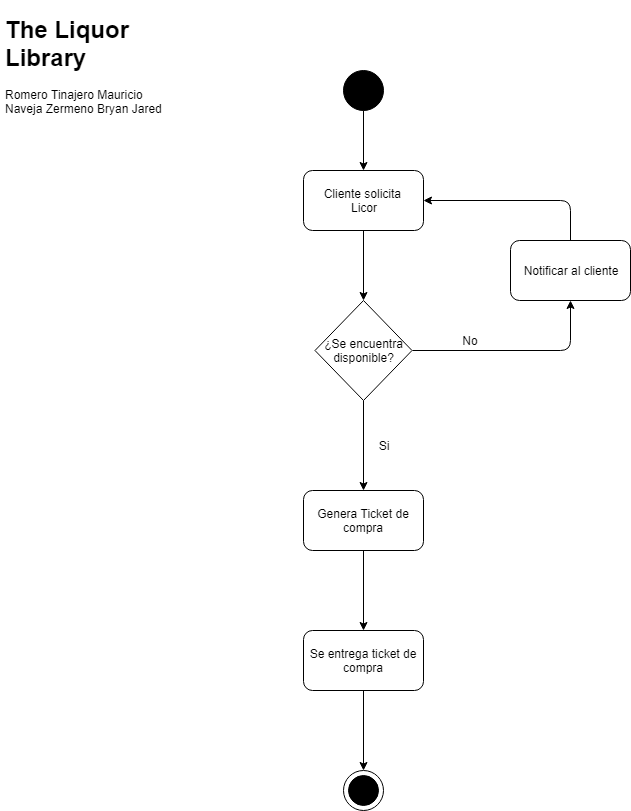 The Liquor
Library
Romero Tinajero Mauricio
Naveja Zermeno Bryan Jared
Cliente solicita
Licor
Notificar al cliente
¿Se encuentra
disponible?
No
Si
Genera Ticket de
compra
Se entrega ticket de
compra